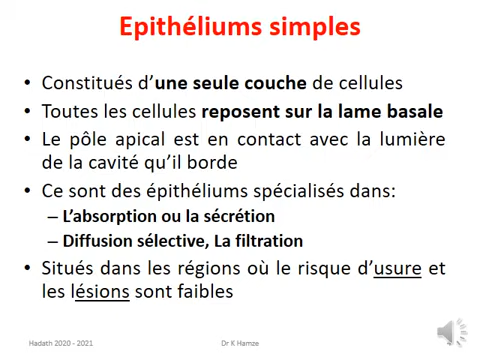 Epithéliums simples
• Constitués d’une seule couche de cellules
• Toutes les cellules reposent sur la lame basale
• Le pôle apical est en contact avec la lumière
de la cavité qu’il borde
• Ce sont des épithéliums spécialisés dans:
– L’absorption ou la sécrétion
– Diffusion sélective, La filtration
• Situés dans les régions où le risque d’usure et
les lésions sont faibles
Hadath 2020 - 2021
Dr K Hamze